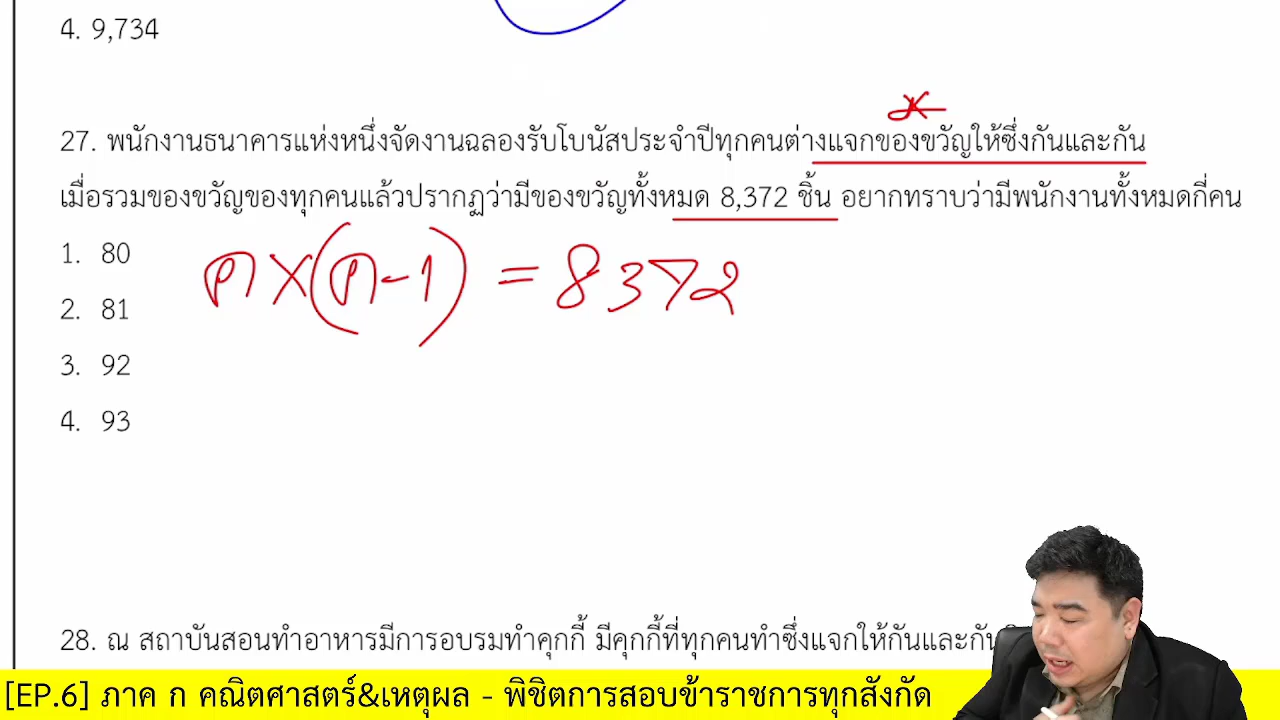 4. 9,734
27. พนักงานธนาคารแห่งหนึ่งจัดงานฉลองรับโบนัสประจำปีทุกคนต่างแจกของขวัญให้ซึ่งกันและกัน
เมื่อรวมของขวัญของทุกคนแล้วปรากฏว่ามีของขวัญทั้งหมด 8,372 ชิ้น อยากทราบว่ามีพนักงานทั้งหมดกี่คน
1. 80
ค×(ค-1) = 8372
2. 81
3. 92
4. 93
28. ณ สถาบันสอนทำอาหารมีการอบรมทำคุกกี้ มีคุกกี้ที่ทุกคนทำซึ่งแจกให้กันและกัน
[EP.6] ภาค ก คณิตศาสตร์&เหตุผล - พิชิตการสอบข้าราชการทุกสังกัด